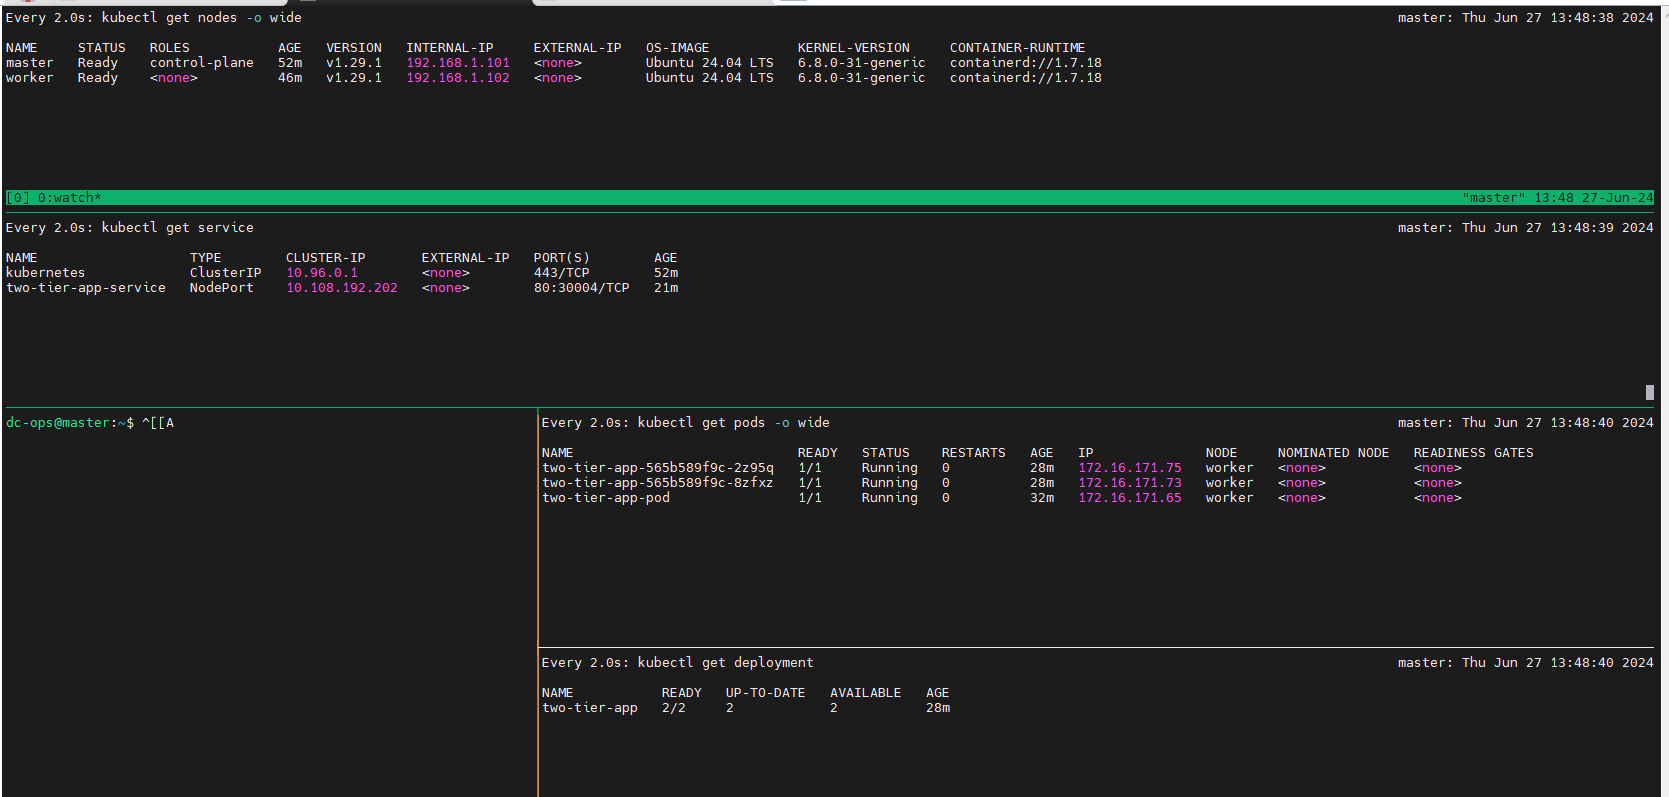 Every 2.0s: kubectl get nodes -o wide master: Thu Jun 27 13:48:38 2024
NAME STATUS ROLES AGE VERSION INTERNAL-IP EXTERNAL-IP OS-IMAGE KERNEL-VERSION CONTAINER-RUNTIME
master Ready control-plane 52m v1.29.1 192.168.1.101 <none> Ubuntu 24.04 LTS 6.8.0-31-generic containerd://1.7.18
worker Ready <none> 46m v1.29.1 192.168.1.102 <none> Ubuntu 24.04 LTS 6.8.0-31-generic containerd://1.7.18
[0] 0:watch* "master" 13:48 27-Jun-24
Every 2.0s: kubectl get service master: Thu Jun 27 13:48:39 2024
NAME TYPE CLUSTER-IP EXTERNAL-IP PORT(S) AGE
kubernetes ClusterIP 10.96.0.1 <none> 443/TCP 52m
two-tier-app-service NodePort 10.108.192.202 <none> 80:30004/TCP 21m
dc-ops@master:~$ ^[[A
Every 2.0s: kubectl get pods -o wide master: Thu Jun 27 13:48:40 2024
NAME READY STATUS RESTARTS AGE IP NODE NOMINATED NODE READINESS GATES
two-tier-app-565b589f9c-2z95q 1/1 Running 0 28m 172.16.171.75 worker <none> <none>
two-tier-app-565b589f9c-8zfxz 1/1 Running 0 28m 172.16.171.73 worker <none> <none>
two-tier-app-pod 1/1 Running 0 32m 172.16.171.65 worker <none> <none>
Every 2.0s: kubectl get deployment master: Thu Jun 27 13:48:40 2024
NAME READY UP-TO-DATE AVAILABLE AGE
two-tier-app 2/2 2 2 28m